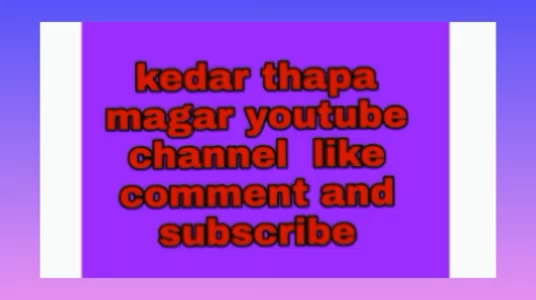 kedar thapa
magar youtube
channel like
comment and
subscribe